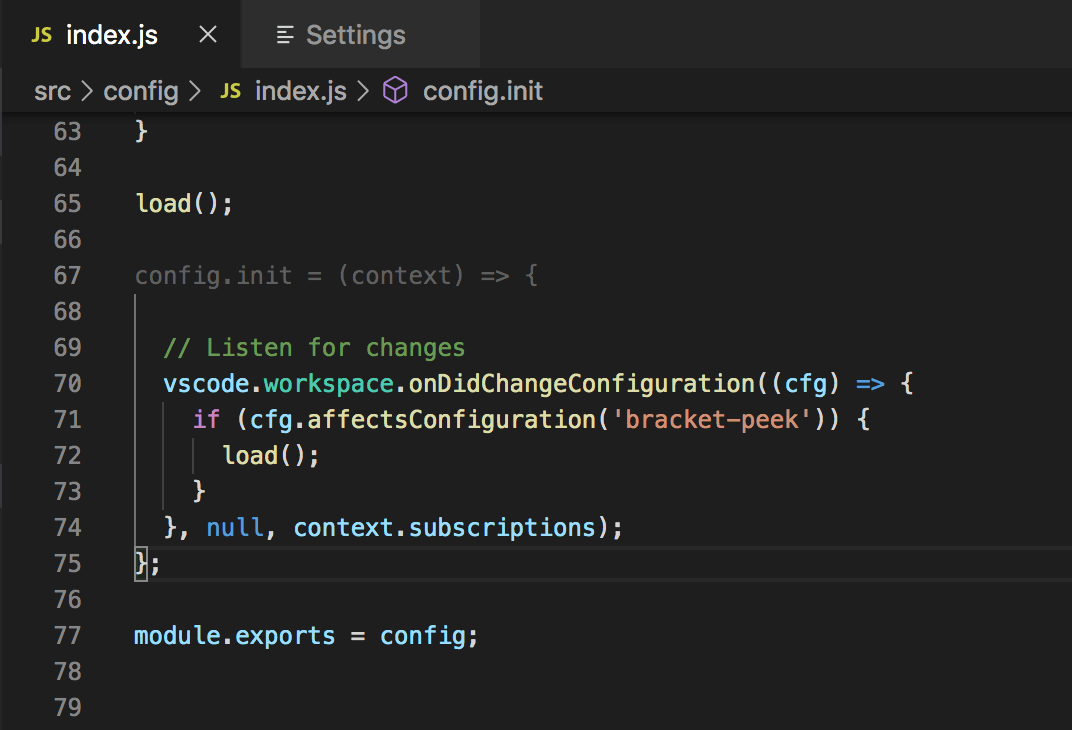 JS index.js Settings
src config JS index.js config.init
63 }
64
65 load();
66
67 config.init = (context) => {
68
69 // Listen for changes
70 vscode.workspace.onDidChangeConfiguration((cfg) => {
71 if (cfg.affectsConfiguration('bracket-peek')) {
72 load();
73 }
74 }, null, context.subscriptions);
75 };
76
77 module.exports = config;
78
79